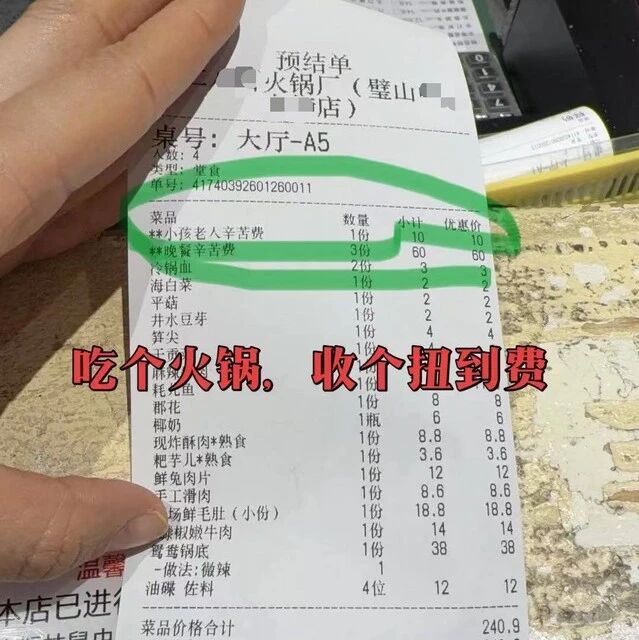 预结单
火锅厂(璧山
店)
桌号: 大厅-A5
人数: 4
类型: 堂食
单号: 41740392601260011
菜品 数量 小计 优惠价
**小孩老人辛苦费 1份 10 10
**晚餐辛苦费 3份 60 60
冷锅血 2份 3 3
海白菜 1份 2 2
平菇 1份 2 2
井水豆芽 1份 2 2
笋尖 1份 4 4
吃个火锅,收个扭到费
耗儿鱼 1份 8 8
郡花 1份 8 8
椰奶 1瓶 6 6
现炸酥肉*熟食 1份 8.8 8.8
粑芋儿*熟食 1份 3.6 3.6
鲜兔肉片 1份 12 12
手工滑肉 1份 8.6 8.6
场鲜毛肚(小份) 1份 18.8 18.8
椒嫩牛肉 1份 14 14
鸳鸯锅底 1份 38 38
-做法:微辣 1
油碟 佐料 4位 12 12
菜品价格合计 240.9
温馨
本店已进行